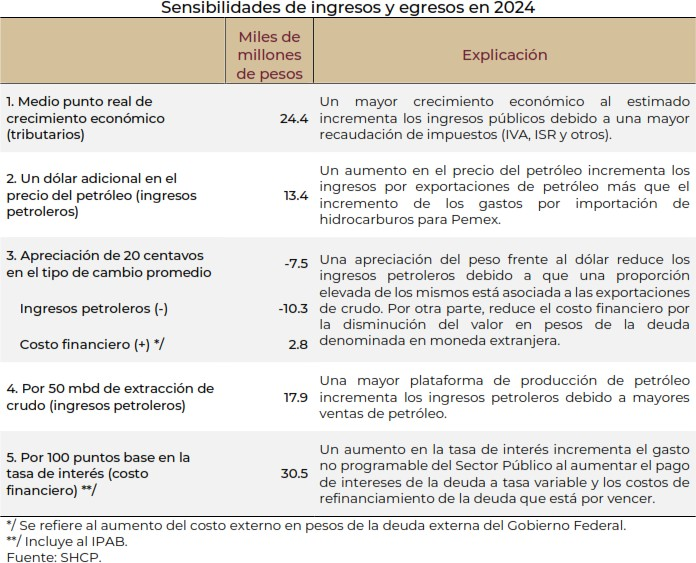 Sensibilidades de ingresos y egresos en 2024
Miles de
millones
de pesos
Explicación
1. Medio punto real de
crecimiento económico
(tributarios)
24.4
Un mayor crecimiento económico al estimado
incrementa los ingresos públicos debido a una mayor
recaudación de impuestos (IVA, ISR y otros).
2. Un dólar adicional en el
precio del petróleo (ingresos
petroleros)
13.4
Un aumento en el precio del petróleo incrementa los
ingresos por exportaciones de petróleo más que el
incremento de los gastos por importación de
hidrocarburos para Pemex.
3. Apreciación de 20 centavos
en el tipo de cambio promedio
-7.5
Ingresos petroleros (-)
-10.3
Costo financiero (+) */
2.8
Una apreciación del peso frente al dólar reduce los
ingresos petroleros debido a que una proporción
elevada de los mismos está asociada a las exportaciones
de crudo. Por otra parte, reduce el costo financiero por
la disminución del valor en pesos de la deuda
denominada en moneda extranjera.
4. Por 50 mbd de extracción de
crudo (ingresos petroleros)
17.9
Una mayor plataforma de producción de petróleo
incrementa los ingresos petroleros debido a mayores
ventas de petróleo.
5. Por 100 puntos base en la
tasa de interés (costo
financiero) **/
30.5
Un aumento en la tasa de interés incrementa el gasto
no programable del Sector Público al aumentar el pago
de intereses de la deuda a tasa variable y los costos de
refinanciamiento de la deuda que está por vencer.
*/ Se refiere al aumento del costo externo en pesos de la deuda externa del Gobierno Federal.
**/ Incluye al IPAB.
Fuente: SHCP.